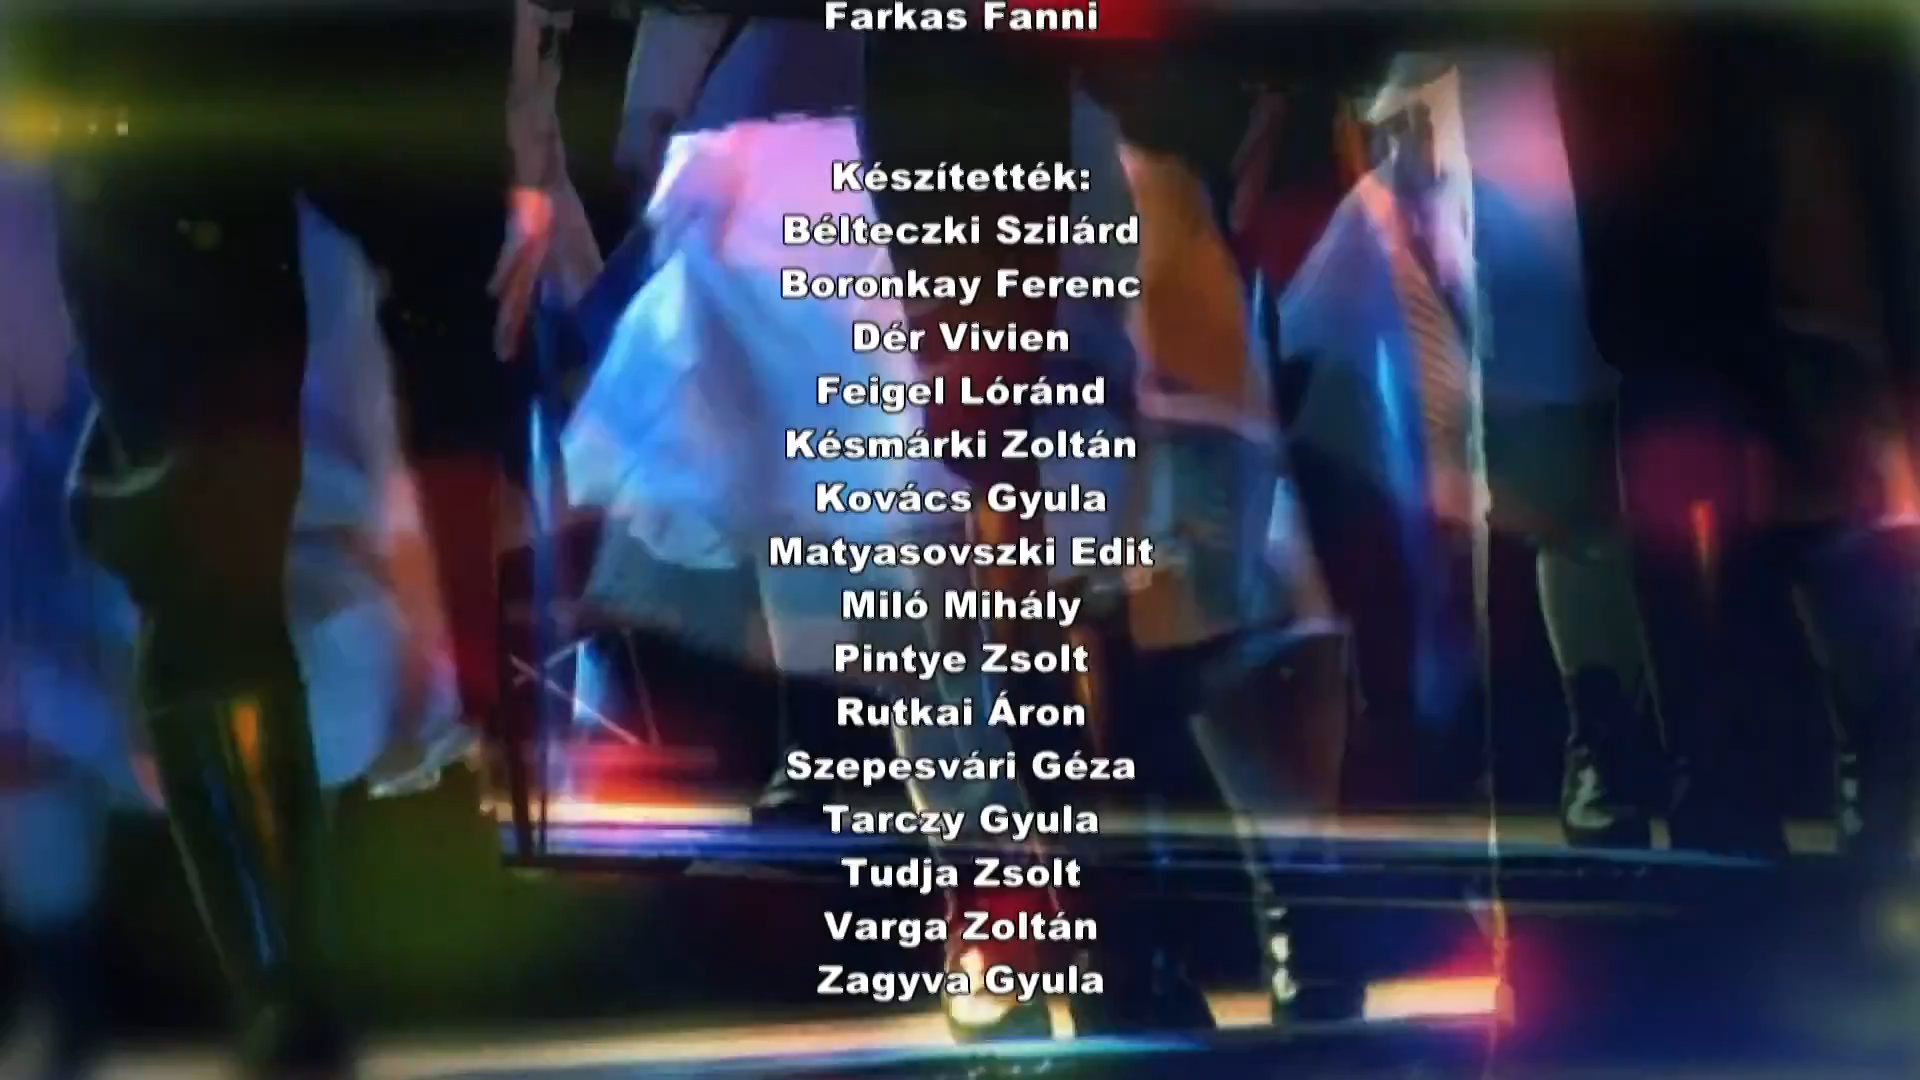 Farkas Fanni
Készítették:
Bélteczki Szilárd
Boronkay Ferenc
Dér Vivien
Feigel Lóránd
Késmárki Zoltán
Kovács Gyula
Matyasovszki Edit
Miló Mihály
Pintye Zsolt
Rutkai Áron
Szepesvári Géza
Tarczy Gyula
Tudja Zsolt
Varga Zoltán
Zagyva Gyula